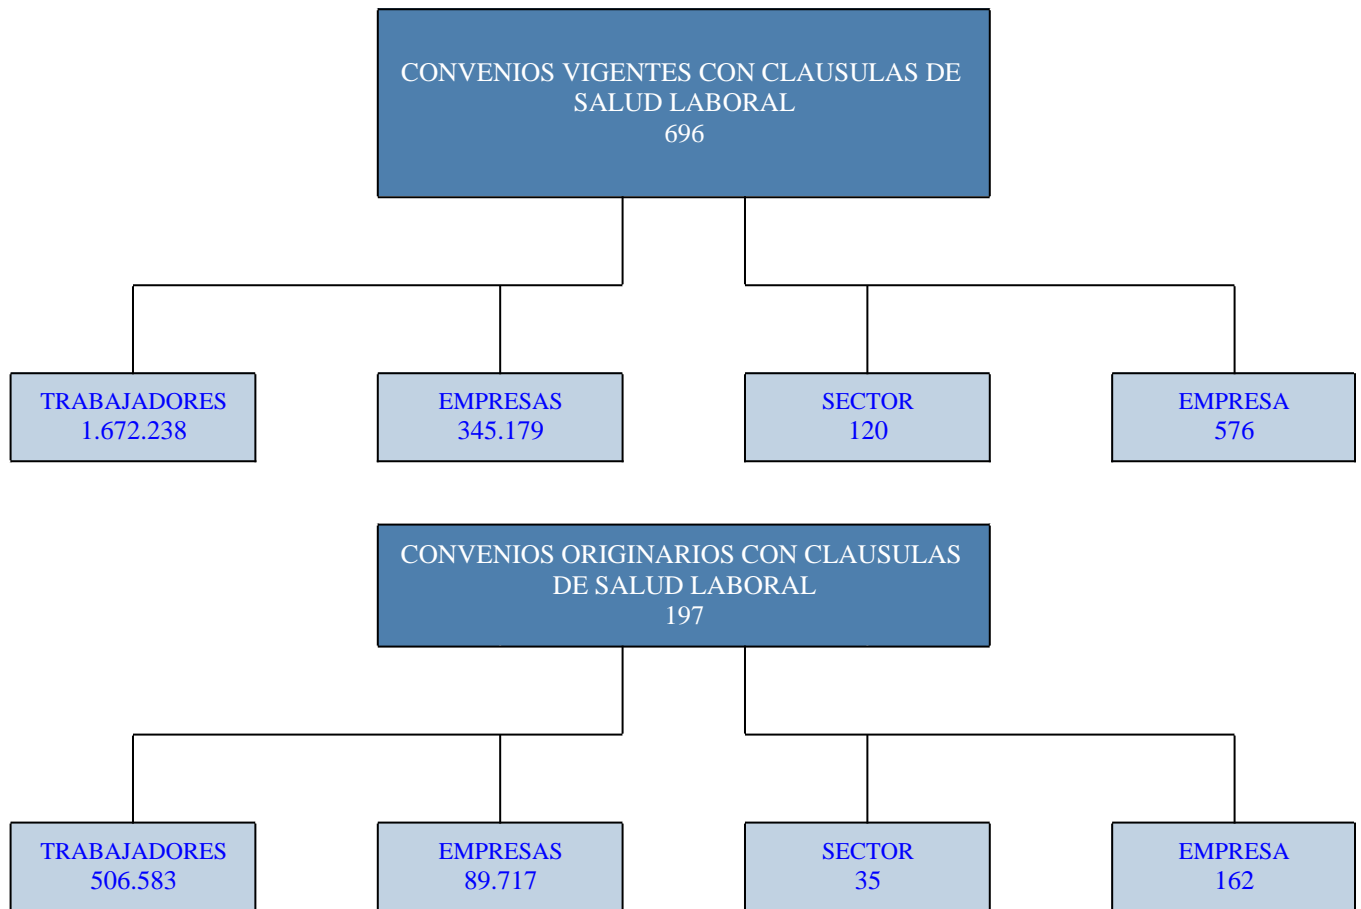 CONVENIOS VIGENTES CON CLAUSULAS DE
SALUD LABORAL
696
TRABAJADORES
1.672.238
EMPRESAS
345.179
SECTOR
120
EMPRESA
576
CONVENIOS ORIGINARIOS CON CLAUSULAS
DE SALUD LABORAL
197
TRABAJADORES
506.583
EMPRESAS
89.717
SECTOR
35
EMPRESA
162